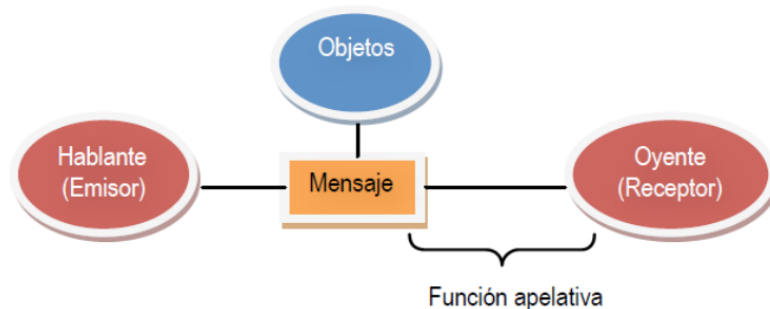 Objetos
Hablante
(Emisor)
Mensaje
Oyente
(Receptor)
Función apelativa